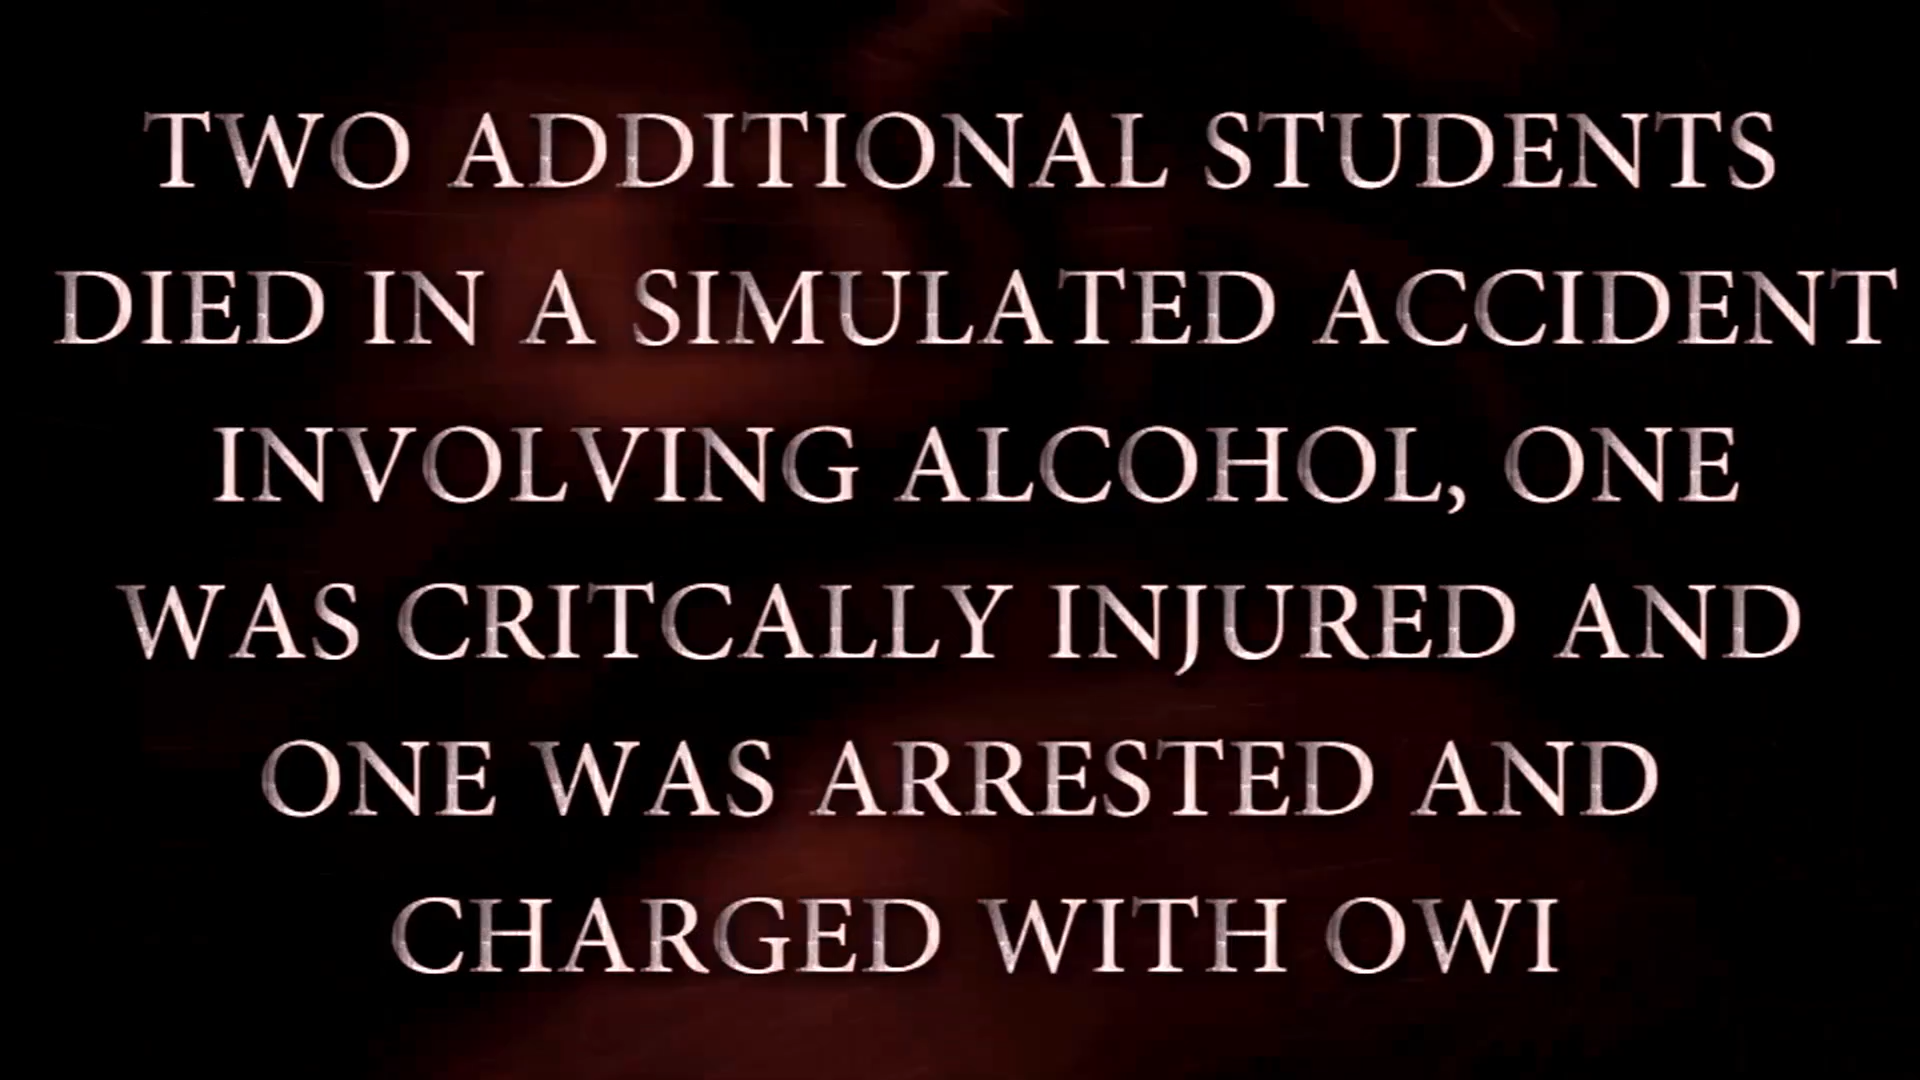 TWO ADDITIONAL STUDENTS
DIED IN A SIMULATED ACCIDENT
INVOLVING ALCOHOL, ONE
WAS CRITCALLY INJURED AND
ONE WAS ARRESTED AND
CHARGED WITH OWI